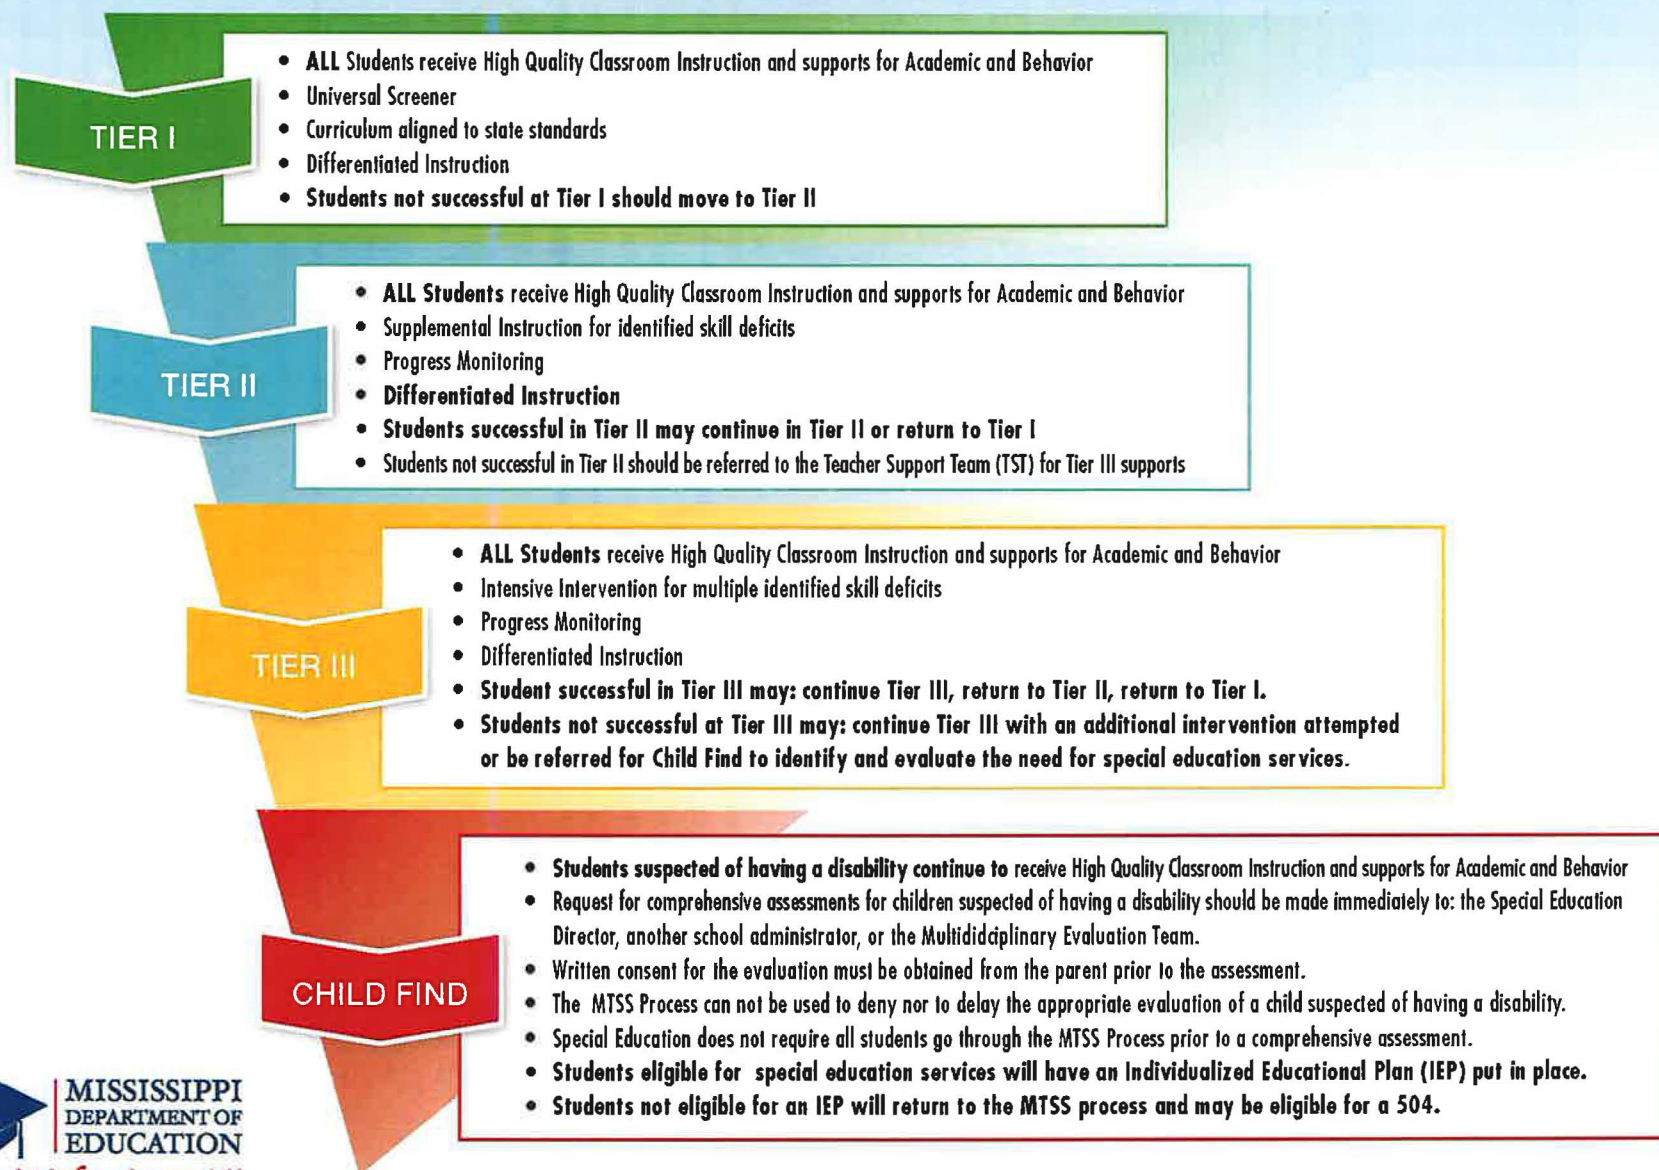 TIER I
• ALL Students receive High Quality Classroom Instruction and supports for Academic and Behavior
• Universal Screener
• Curriculum aligned to state standards
• Differentiated Instruction
• Students not successful at Tier I should move to Tier II
TIER II
• ALL Students receive High Quality Classroom Instruction and supports for Academic and Behavior
• Supplemental Instruction for identified skill deficits
• Progress Monitoring
• Differentiated Instruction
• Students successful in Tier II may continue in Tier II or return to Tier I
• Students not successful in Tier II should be referred to the Teacher Support Team (TST) for Tier III supports
TIER III
• ALL Students receive High Quality Classroom Instruction and supports for Academic and Behavior
• Intensive Intervention for multiple identified skill deficits
• Progress Monitoring
• Differentiated Instruction
• Student successful in Tier III may: continue Tier III, return to Tier II, return to Tier I.
• Students not successful at Tier III may: continue Tier III with an additional intervention attempted
or be referred for Child Find to identify and evaluate the need for special education services.
CHILD FIND
• Students suspected of having a disability continue to receive High Quality Classroom Instruction and supports for Academic and Behavior
• Request for comprehensive assessments for children suspected of having a disability should be made immediately to: the Special Education
Director, another school administrator, or the Multididciplinary Evaluation Team.
• Written consent for the evaluation must be obtained from the parent prior to the assessment.
• The MTSS Process can not be used to deny nor to delay the appropriate evaluation of a child suspected of having a disability.
• Special Education does not require all students go through the MTSS Process prior to a comprehensive assessment.
• Students eligible for special education services will have an Individualized Educational Plan (IEP) put in place.
• Students not eligible for an IEP will return to the MTSS process and may be eligible for a 504.
MISSISSIPPI
DEPARTMENT OF
EDUCATION